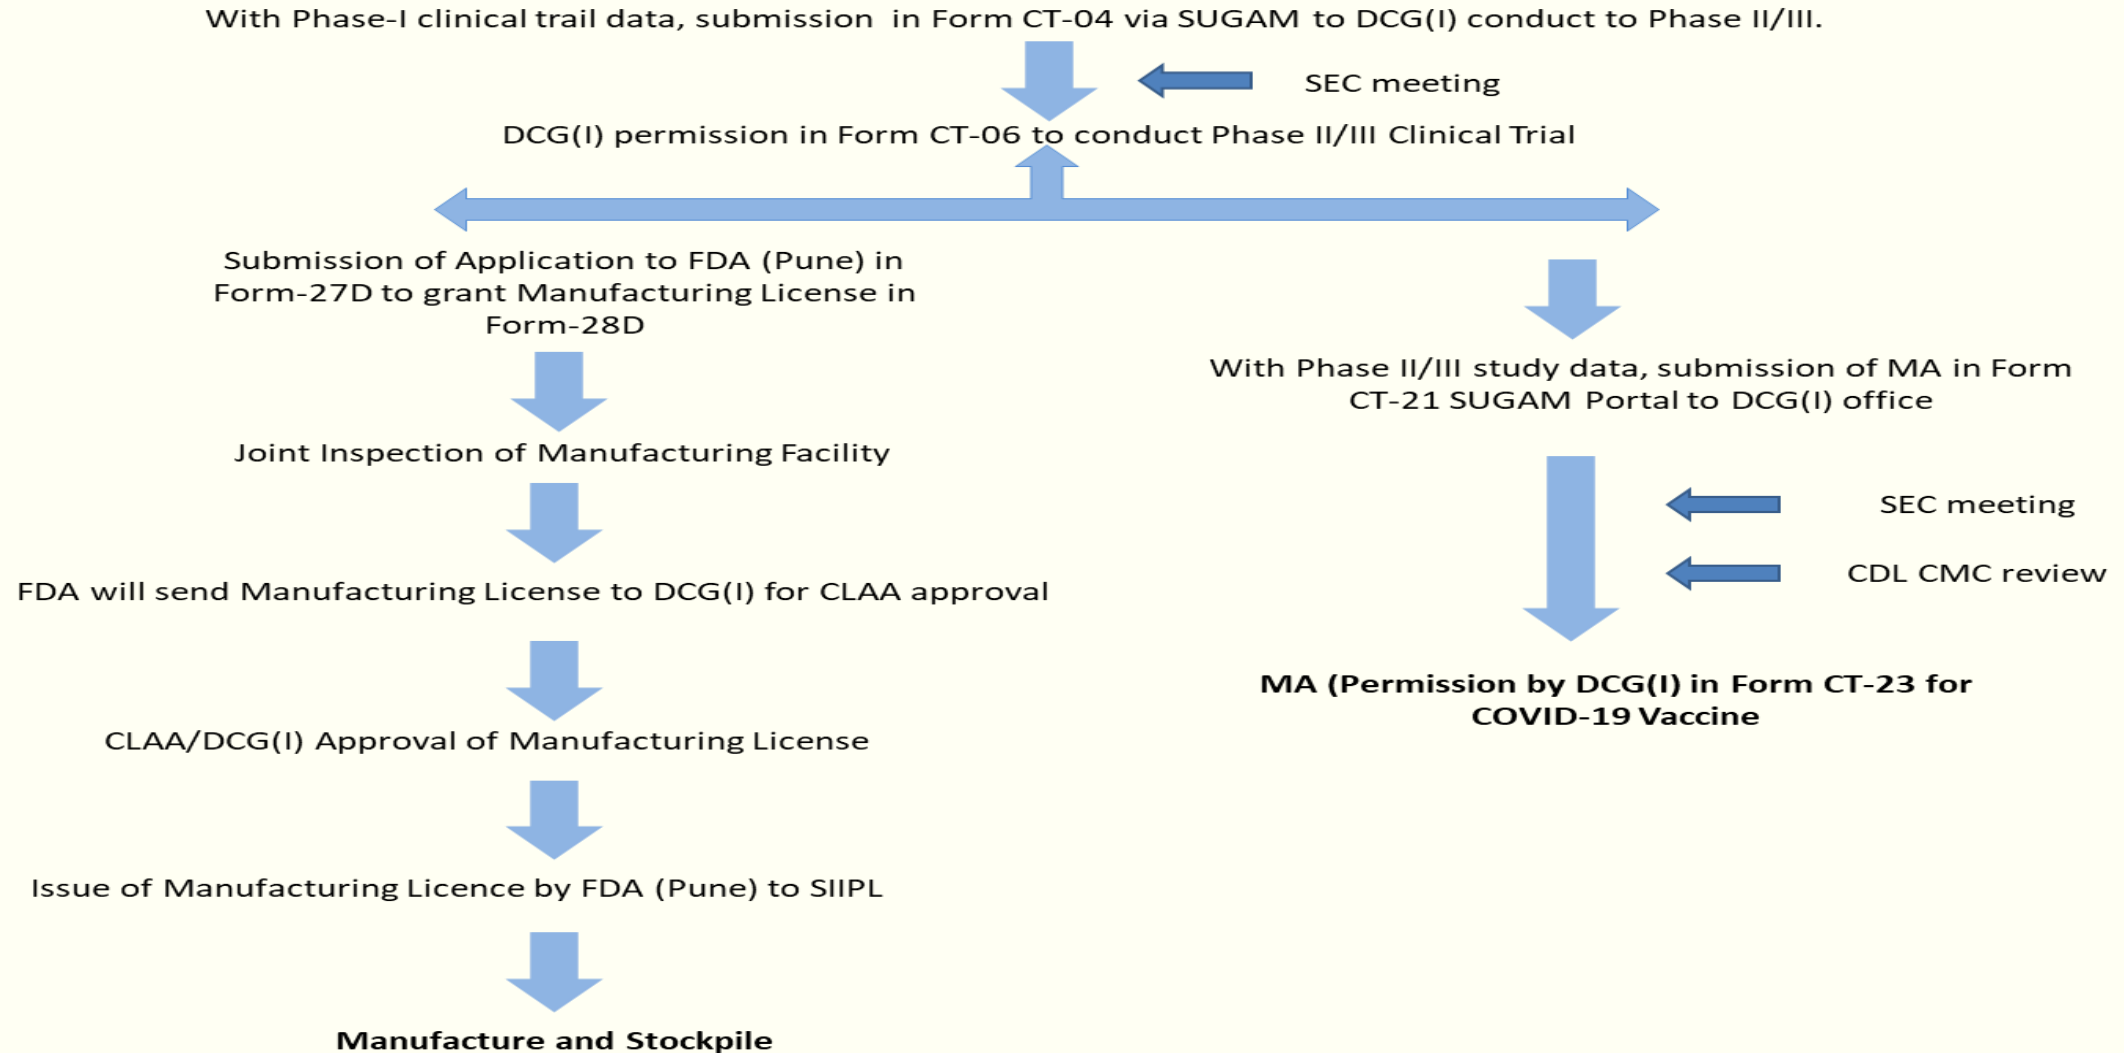 With Phase-I clinical trail data, submission in Form CT-04 via SUGAM to DCG(I) conduct to Phase II/III.
SEC meeting
DCG(I) permission in Form CT-06 to conduct Phase II/III Clinical Trial
Submission of Application to FDA (Pune) in
Form-27D to grant Manufacturing License in
Form-28D
Joint Inspection of Manufacturing Facility
FDA will send Manufacturing License to DCG(I) for CLAA approval
CLAA/DCG(I) Approval of Manufacturing License
Issue of Manufacturing Licence by FDA (Pune) to SIIPL
Manufacture and Stockpile
With Phase II/III study data, submission of MA in Form
CT-21 SUGAM Portal to DCG(I) office
SEC meeting
CDL CMC review
MA (Permission by DCG(I) in Form CT-23 for
COVID-19 Vaccine